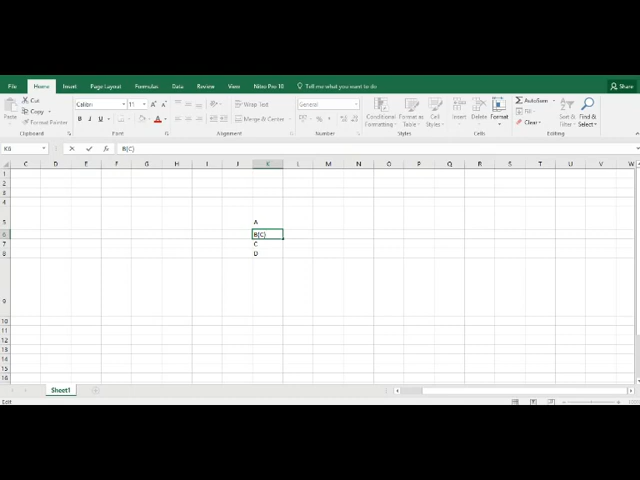 File Home Insert Page Layout Formulas Data Review View Nitro Pro 10 Tell me what you want to do Share
Cut
Copy
Format Painter
Clipboard
Calibri 11
B I U
Font
Wrap Text
Merge & Center
Alignment
General
Number
Conditional Formatting
Format as Table
Cell Styles
Styles
Insert Delete Format
Cells
AutoSum
Fill
Clear
Sort & Filter
Find & Select
Editing
K6 fx B(C)
C D E F G H I J K L M N O P Q R S T U V W
1
2
3
4
5 A
6 B(C)
7 C
8 D
9
10
11
12
13
14
15
16
Sheet1
Edit